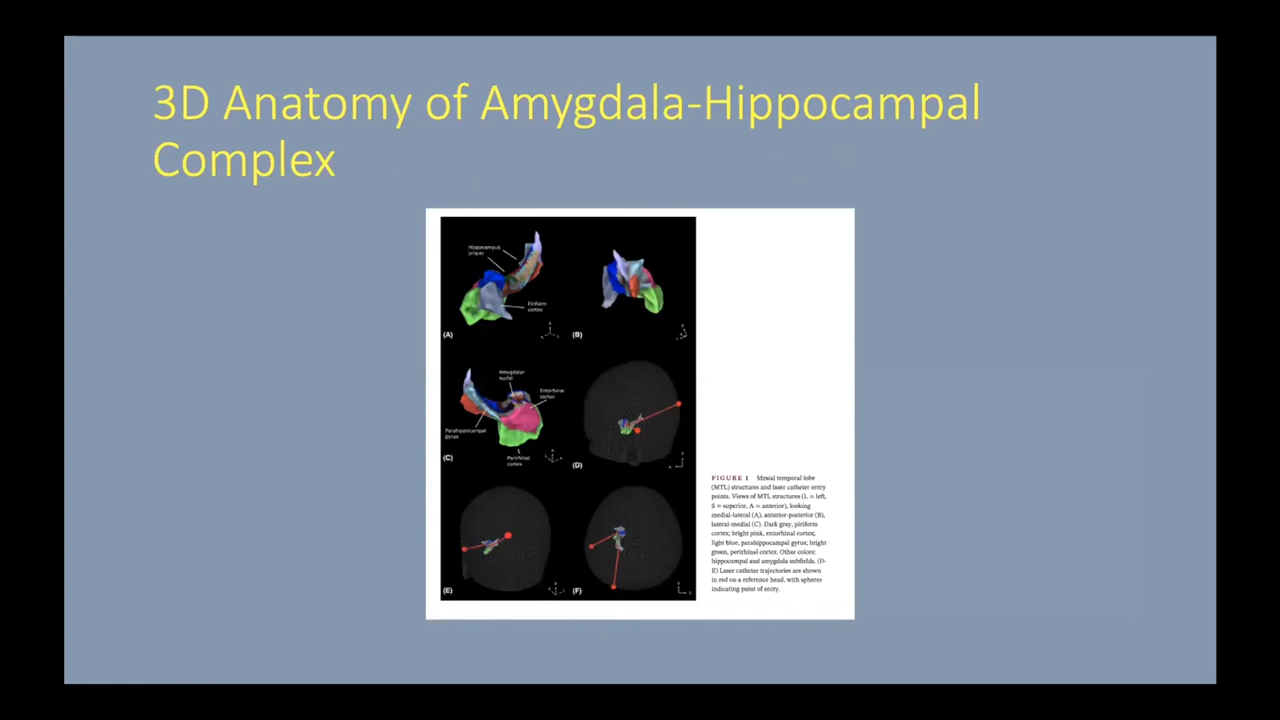 3D Anatomy of Amygdala-Hippocampal
Complex
Hippocampus
proper
Piriform
cortex
(A)
(B)
Amygdalar
nuclei
Entorhinal
cortex
Parahippocampal
gyrus
Perirhinal
cortex
(C)
(D)
(E)
(F)
FIGURE 1 Mesial temporal lobe
(MTL) structures and laser catheter entry
points. Views of MTL structures (L = left,
S = superior, A = anterior), looking
medial-lateral (A), anterior-posterior (B),
lateral-medial (C). Dark gray, piriform
cortex; bright pink, entorhinal cortex;
light blue, parahippocampal gyrus; bright
green, perirhinal cortex. Other colors:
hippocampal and amygdala subfields. (D-
E) Laser catheter trajectories are shown
in red on a reference head, with spheres
indicating point of entry.